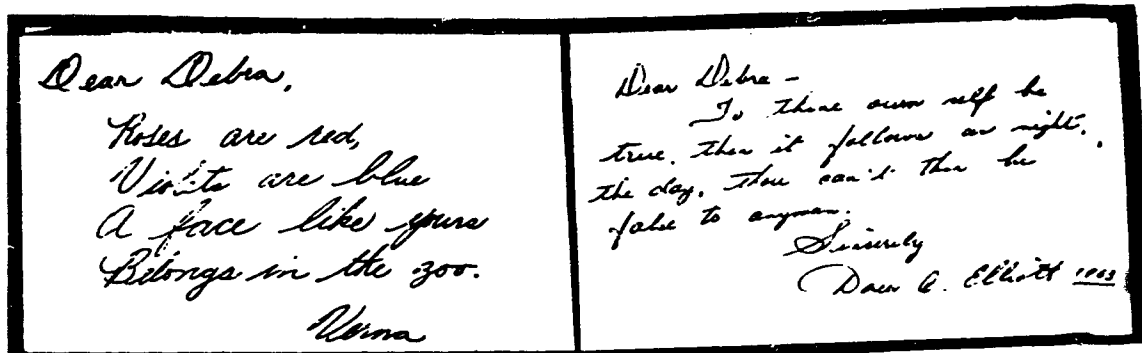 Dear Debra,
Roses are red,
Violets are blue
A face like yours
Belongs in the zoo.
Verna
Dear Debra –
To thine own self be
true. then it follows as night,
the day, thou can't then be
false to anyman.
Sincerely
A. Elliott 1963